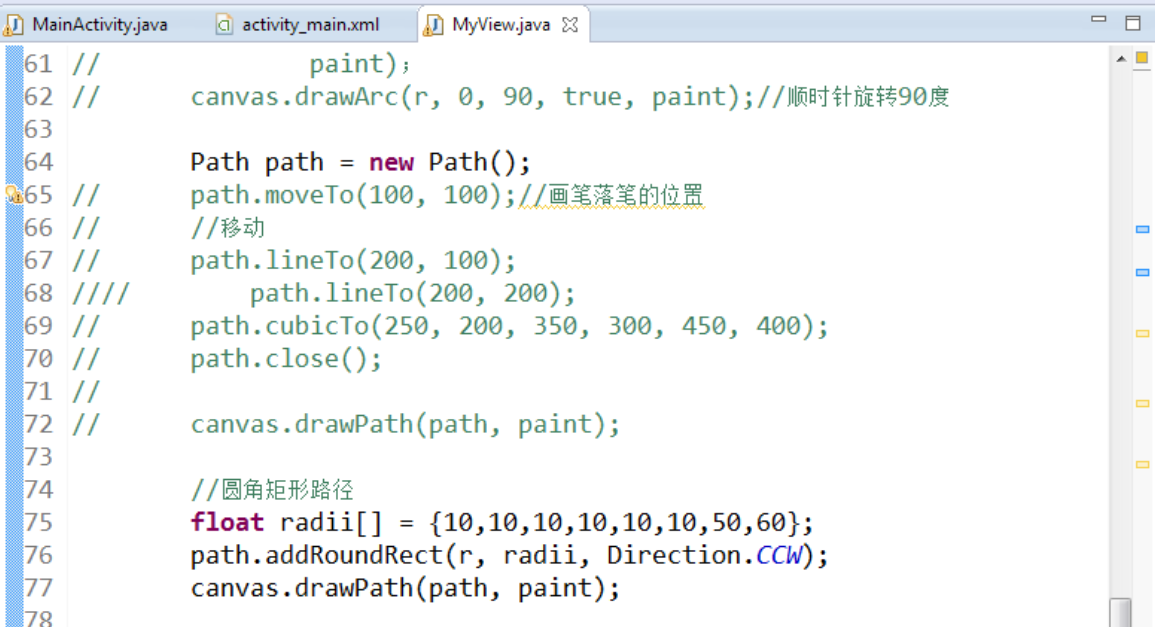 MainActivity.java activity_main.xml MyView.java
61 // paint);
62 // canvas.drawArc(r, 0, 90, true, paint);//顺时针旋转90度
63
64 Path path = new Path();
65 // path.moveTo(100, 100);//画笔落笔的位置
66 // //移动
67 // path.lineTo(200, 100);
68 //// path.lineTo(200, 200);
69 // path.cubicTo(250, 200, 350, 300, 450, 400);
70 // path.close();
71 //
72 // canvas.drawPath(path, paint);
73
74 //圆角矩形路径
75 float radii[] = {10,10,10,10,10,10,50,60};
76 path.addRoundRect(r, radii, Direction.CCW);
77 canvas.drawPath(path, paint);
78